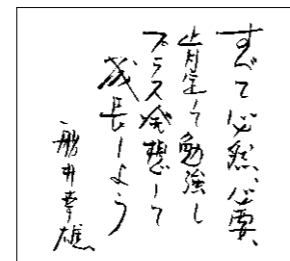 すべて必然、必要、
肯定して勉強し
プラス発想して
成長しよう
船井幸雄